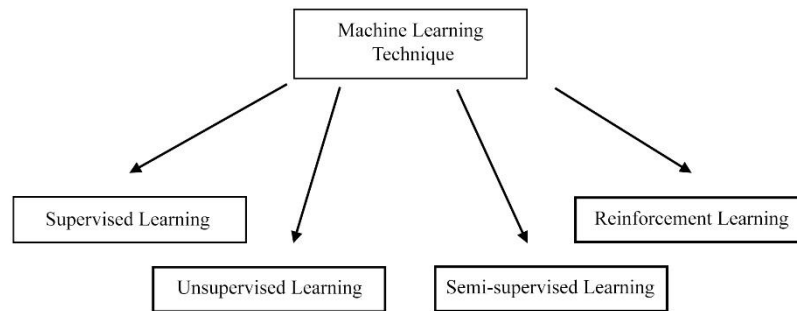 Machine Learning
Technique
Supervised Learning
Reinforcement Learning
Unsupervised Learning
Semi-supervised Learning